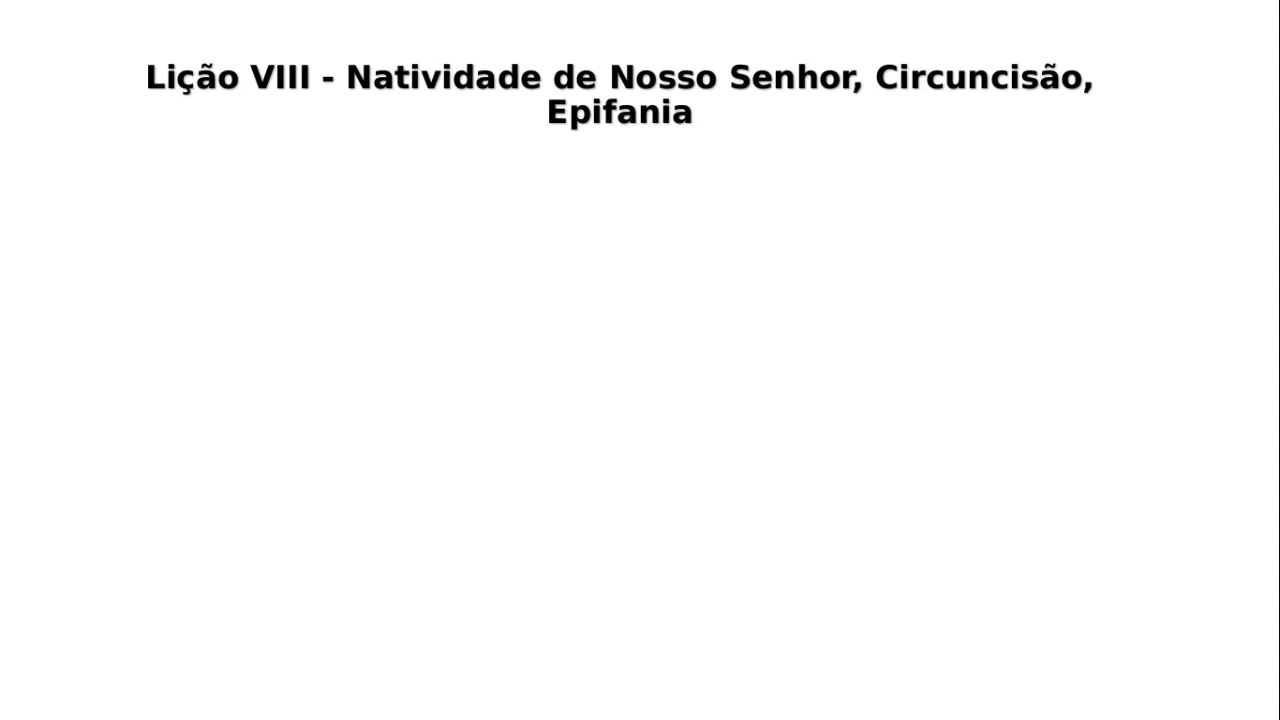 Lição VIII - Natividade de Nosso Senhor, Circuncisão,
Epifania